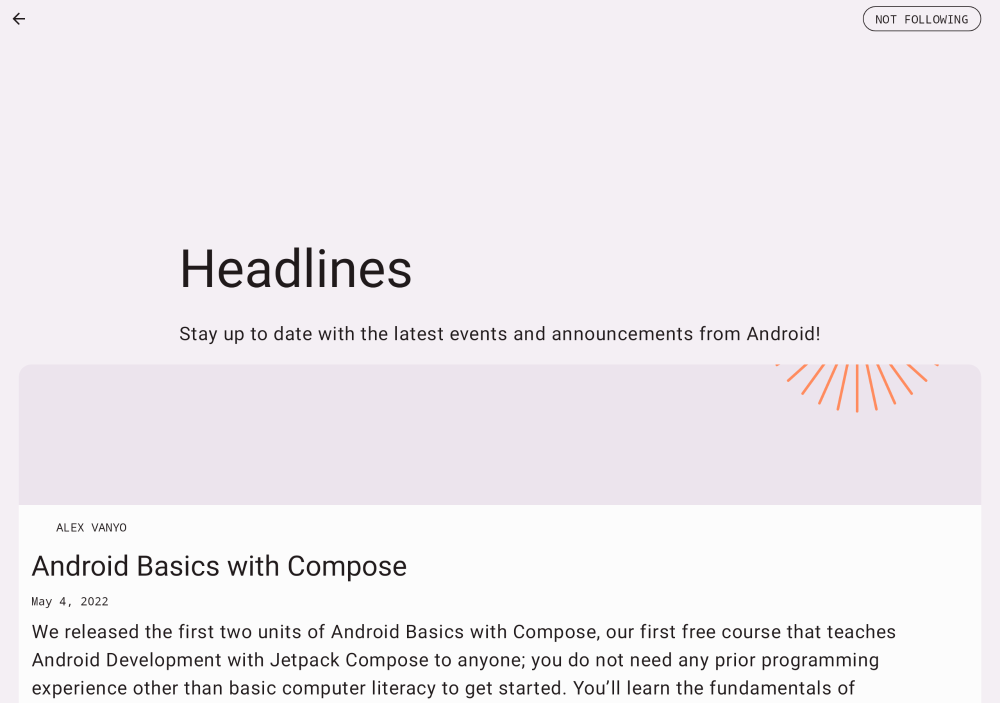 NOT FOLLOWING
Headlines
Stay up to date with the latest events and announcements from Android!
ALEX VANYO
Android Basics with Compose
May 4, 2022
We released the first two units of Android Basics with Compose, our first free course that teaches
Android Development with Jetpack Compose to anyone; you do not need any prior programming
experience other than basic computer literacy to get started. You’ll learn the fundamentals of